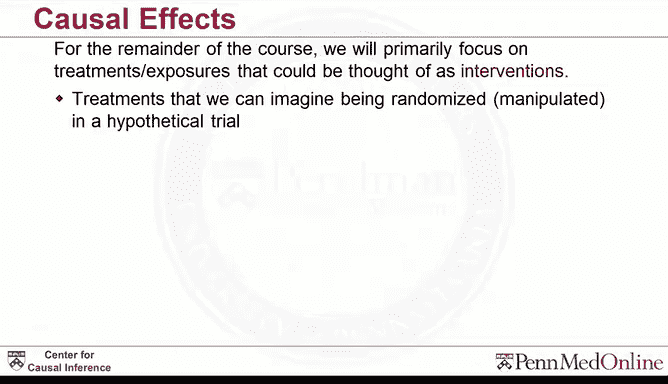 Causal Effects
For the remainder of the course, we will primarily focus on
treatments/exposures that could be thought of as interventions.
Treatments that we can imagine being randomized (manipulated)
in a hypothetical trial
Center for
Causal Inference
PennMedOnline